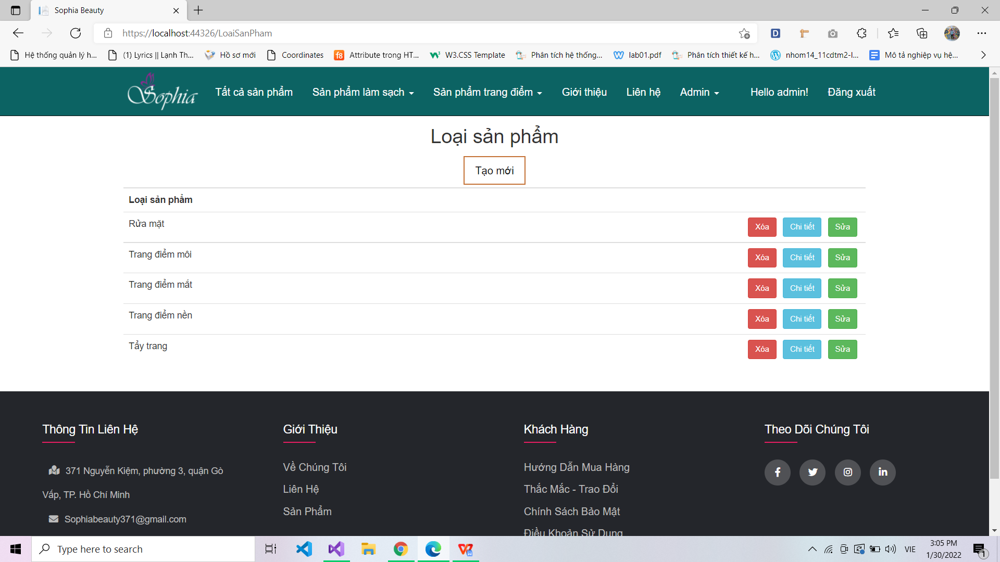 Sophia Beauty
https://localhost:44326/LoaiSanPham
Hệ thống quản lý h...
(1) Lyrics || Lạnh Th...
Hồ sơ mới
Coordinates
f8 Attribute trong HT...
W3.CSS Template
Phân tích hệ thống...
lab01.pdf
Phân tích thiết kế h...
nhom14_11cdtm2-l...
Mô tả nghiệp vụ hệ...
Sophia
Tất cả sản phẩm
Sản phẩm làm sạch
Sản phẩm trang điểm
Giới thiệu
Liên hệ
Admin
Hello admin!
Đăng xuất
Loại sản phẩm
Tạo mới
Loại sản phẩm
Rửa mặt Xóa Chi tiết Sửa
Trang điểm môi Xóa Chi tiết Sửa
Trang điểm mắt Xóa Chi tiết Sửa
Trang điểm nền Xóa Chi tiết Sửa
Tẩy trang Xóa Chi tiết Sửa
Thông Tin Liên Hệ
371 Nguyễn Kiệm, phường 3, quận Gò
Vấp, TP. Hồ Chí Minh
Sophiabeauty371@gmail.com
Giới Thiệu
Về Chúng Tôi
Liên Hệ
Sản Phẩm
Khách Hàng
Hướng Dẫn Mua Hàng
Thắc Mắc - Trao Đổi
Chính Sách Bảo Mật
Điều Khoản Sử Dụng
Theo Dõi Chúng Tôi
Type here to search
VIE
3:05 PM
1/30/2022
1